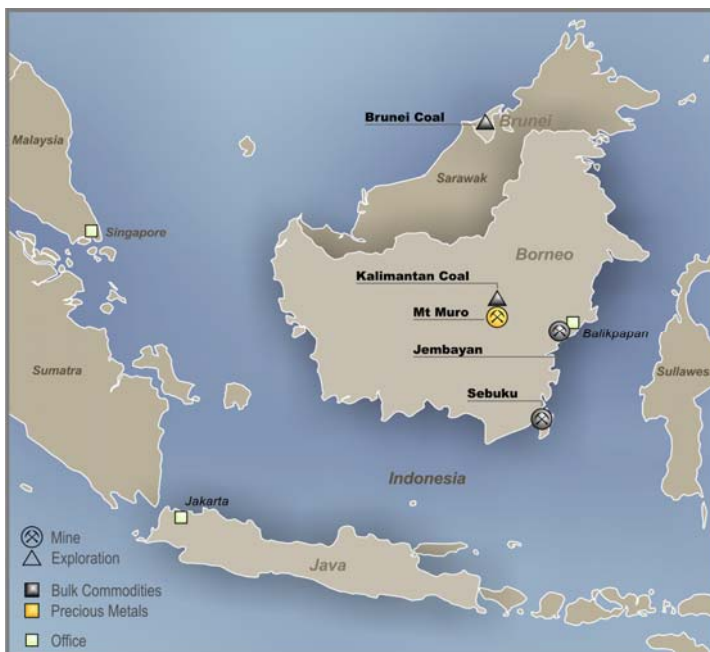 Brunei Coal
Brunei
Malaysia
Sarawak
Singapore
Borneo
Kalimantan Coal
Mt Muro
Balikpapan
Jembayan
Sumatra
Sullawes
Sebuku
Indonesia
Jakarta
Mine
Exploration
Java
Bulk Commodities
Precious Metals
Office